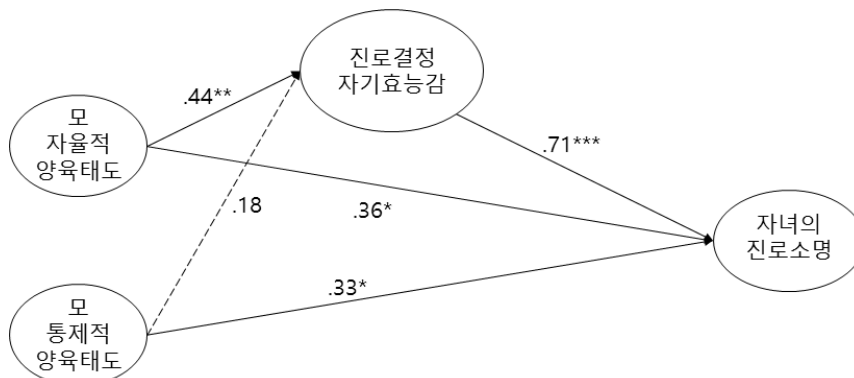 진로결정
자기효능감
.44**
모
자율적
양육태도
.71***
.18
.36*
자녀의
진로소명
.33*
모
통제적
양육태도